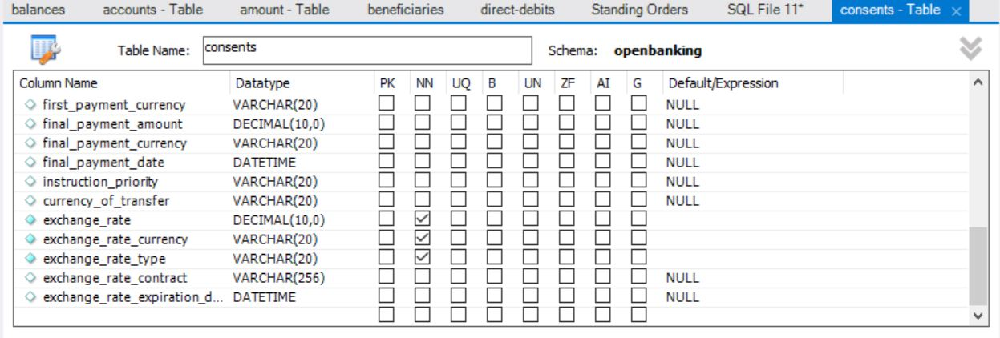 balances accounts - Table amount - Table beneficiaries direct-debits Standing Orders SQL File 11* consents - Table ×
Table Name: consents Schema: openbanking
Column Name Datatype PK NN UQ B UN ZF AI G Default/Expression
first_payment_currency VARCHAR(20) NULL
final_payment_amount DECIMAL(10,0) NULL
final_payment_currency VARCHAR(20) NULL
final_payment_date DATETIME NULL
instruction_priority VARCHAR(20) NULL
currency_of_transfer VARCHAR(20) NULL
exchange_rate DECIMAL(10,0)
exchange_rate_currency VARCHAR(20)
exchange_rate_type VARCHAR(20)
exchange_rate_contract VARCHAR(256) NULL
exchange_rate_expiration_d... DATETIME NULL